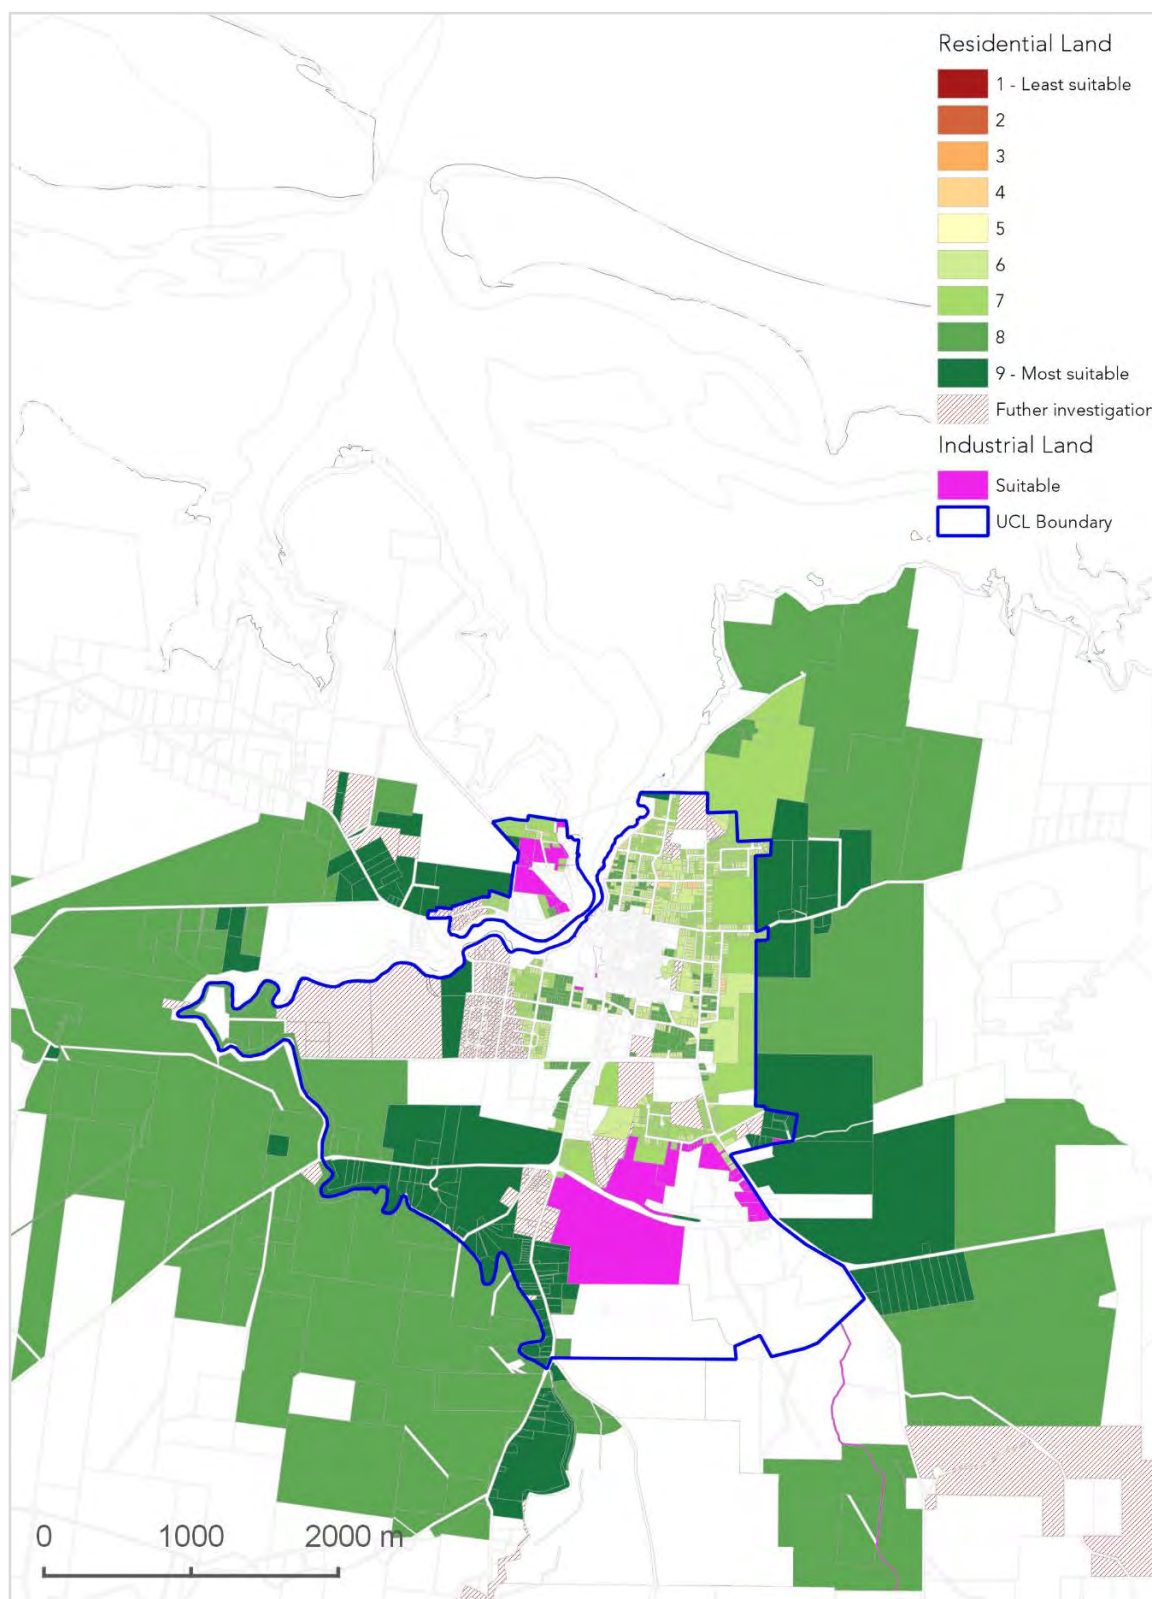 Residential Land
1 - Least suitable
2
3
4
5
6
7
8
9 - Most suitable
Futher investigation
Industrial Land
Suitable
UCL Boundary
0 1000 2000 m